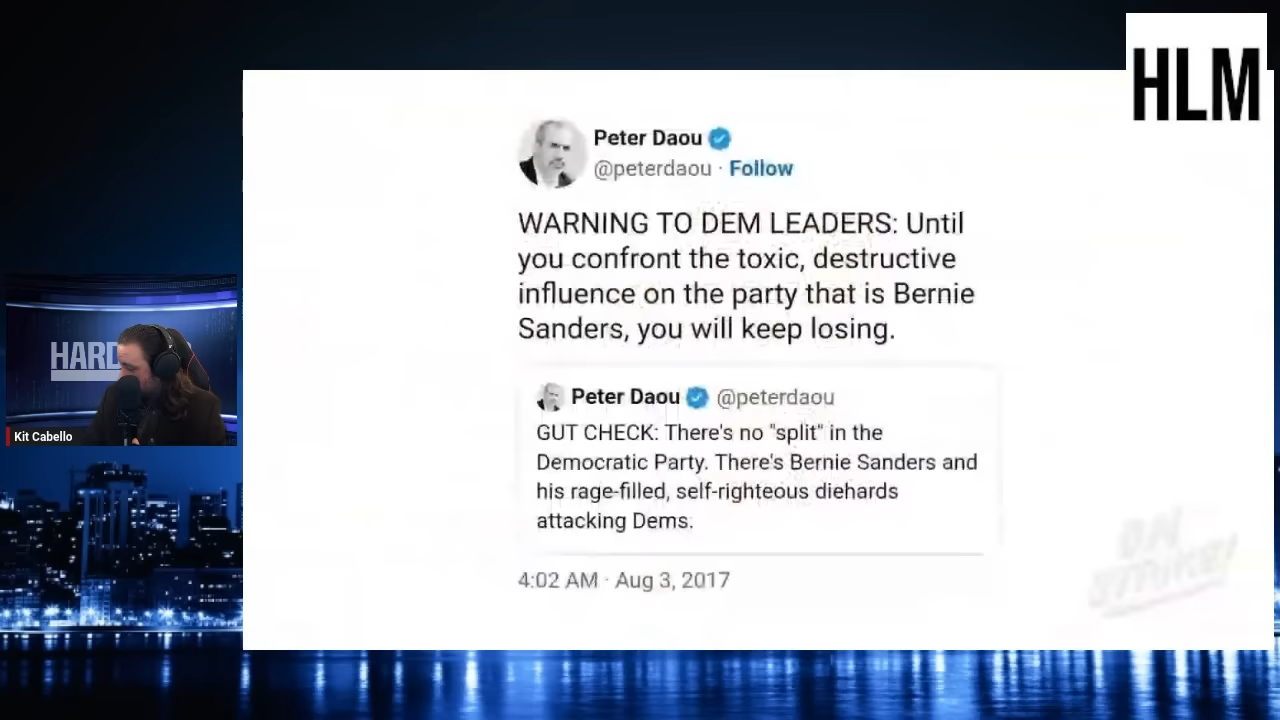 HLM
Peter Daou
@peterdaou · Follow
WARNING TO DEM LEADERS: Until
you confront the toxic, destructive
influence on the party that is Bernie
Sanders, you will keep losing.
Peter Daou @peterdaou
GUT CHECK: There's no "split" in the
Democratic Party. There's Bernie Sanders and
his rage-filled, self-righteous diehards
attacking Dems.
4:02 AM · Aug 3, 2017
HARD
Kit Cabello
ON
STRIKE!